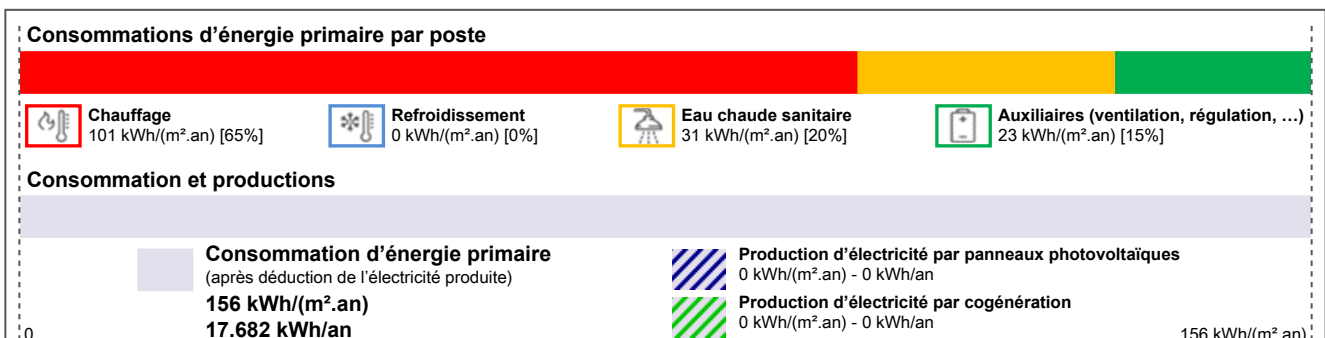 Consommations d’énergie primaire par poste
Chauffage
101 kWh/(m².an) [65%]
Refroidissement
0 kWh/(m².an) [0%]
Eau chaude sanitaire
31 kWh/(m².an) [20%]
Auxiliaires (ventilation, régulation, …)
23 kWh/(m².an) [15%]
Consommation et productions
Consommation d’énergie primaire
(après déduction de l’électricité produite)
156 kWh/(m².an)
17.682 kWh/an
Production d’électricité par panneaux photovoltaïques
0 kWh/(m².an) - 0 kWh/an
Production d’électricité par cogénération
0 kWh/(m².an) - 0 kWh/an
0
156 kWh/(m².an)